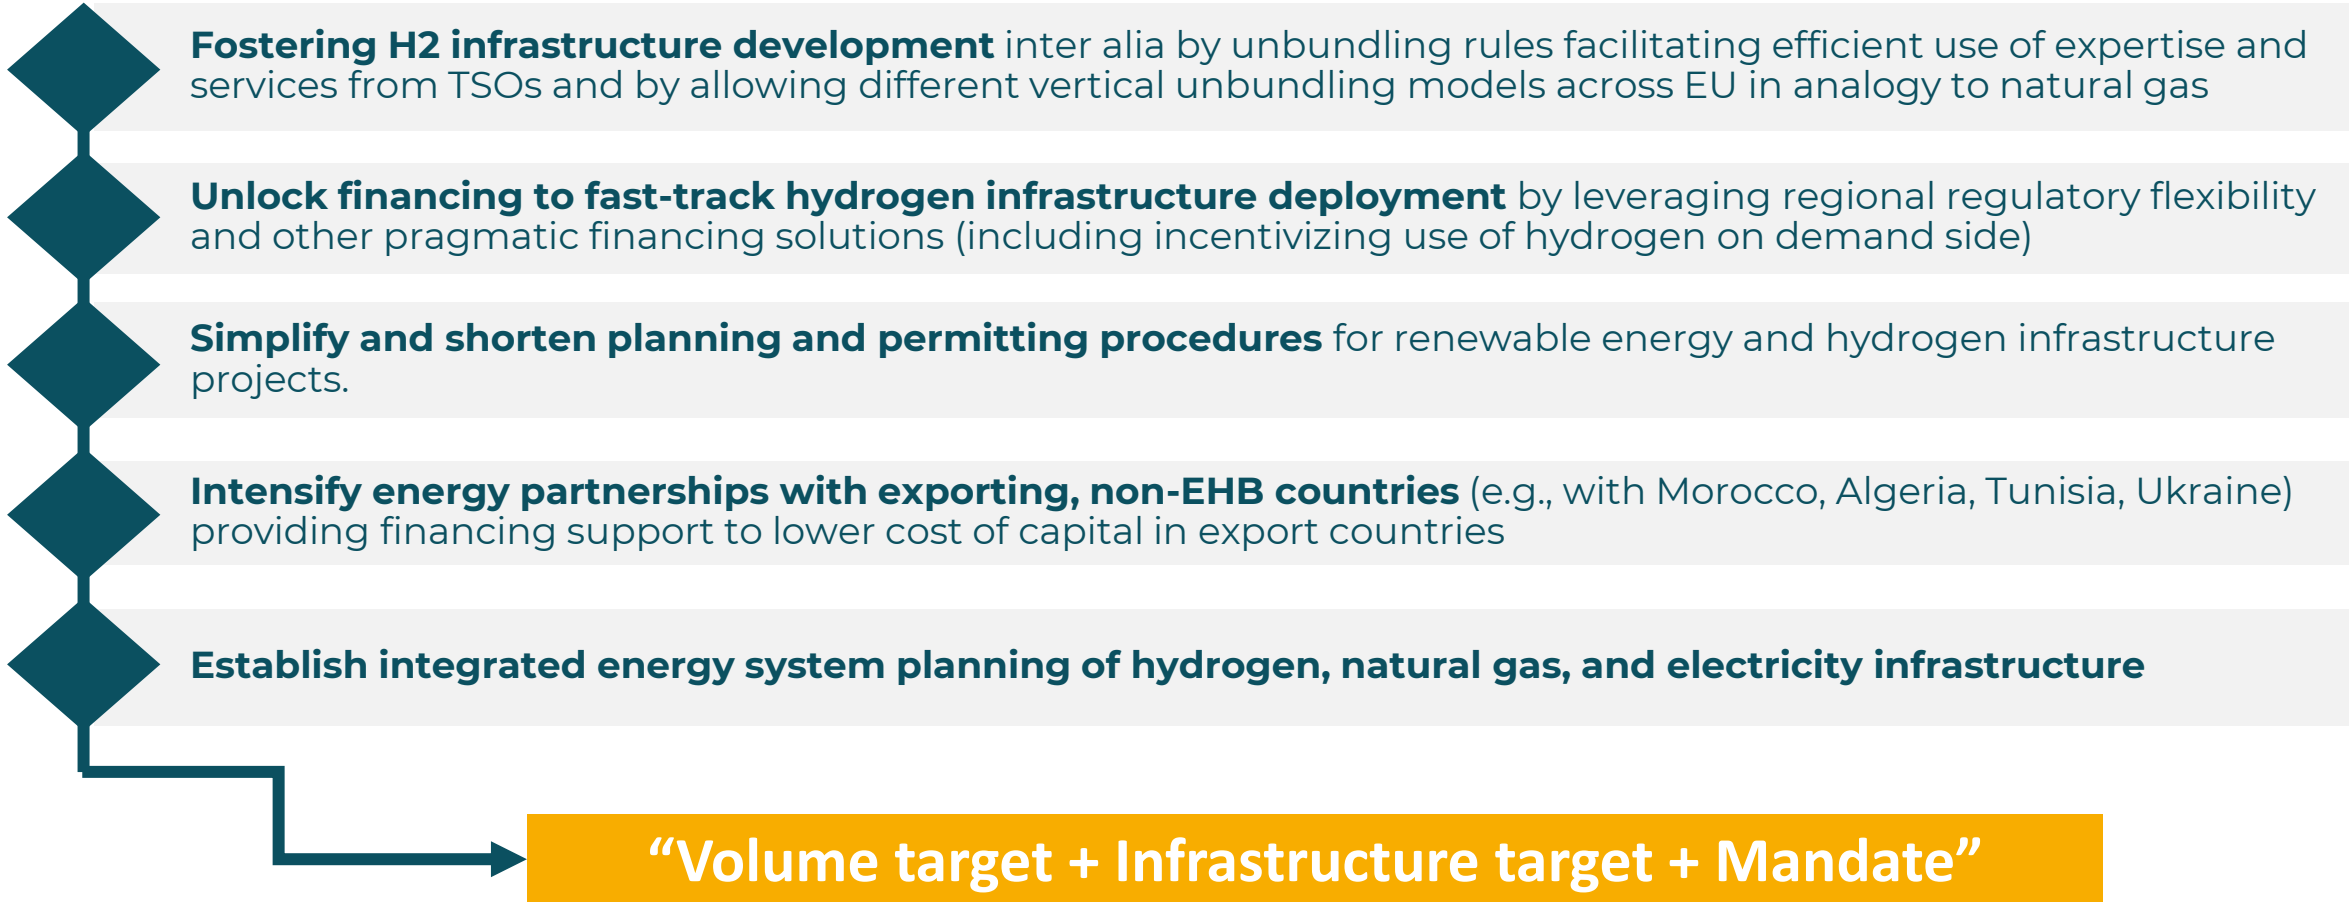 Fostering H2 infrastructure development inter alia by unbundling rules facilitating efficient use of expertise and
services from TSOs and by allowing different vertical unbundling models across EU in analogy to natural gas
Unlock financing to fast-track hydrogen infrastructure deployment by leveraging regional regulatory flexibility
and other pragmatic financing solutions (including incentivizing use of hydrogen on demand side)
Simplify and shorten planning and permitting procedures for renewable energy and hydrogen infrastructure
projects.
Intensify energy partnerships with exporting, non-EHB countries (e.g., with Morocco, Algeria, Tunisia, Ukraine)
providing financing support to lower cost of capital in export countries
Establish integrated energy system planning of hydrogen, natural gas, and electricity infrastructure
“Volume target + Infrastructure target + Mandate”